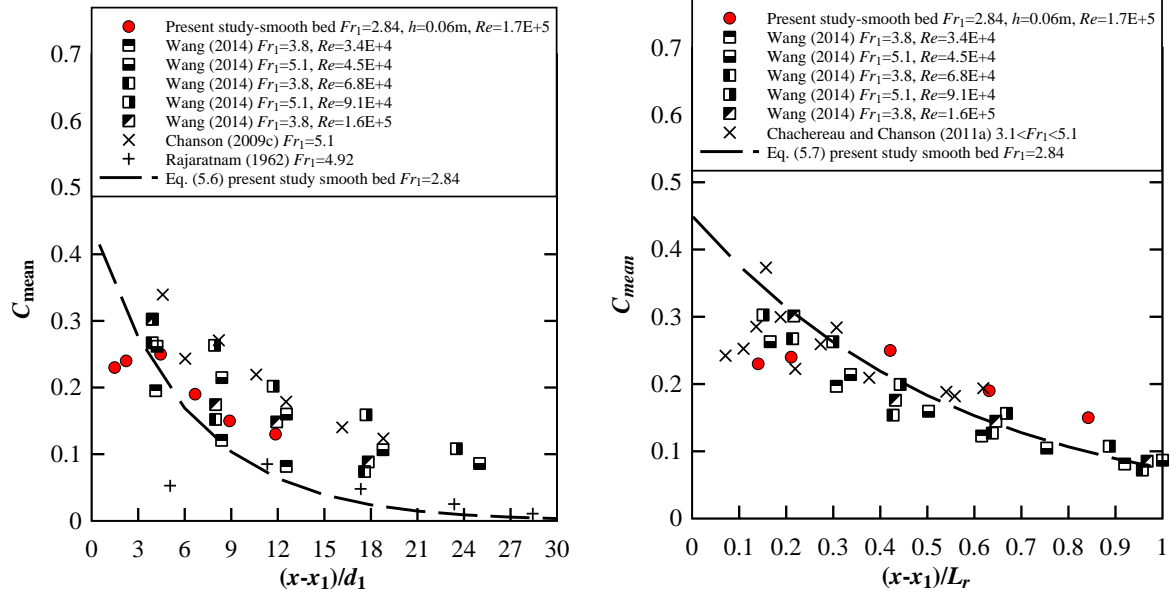 0.7
0.6
0.5
0.4
0.3
0.2
0.1
0
C_mean
Present study-smooth bed Fr₁=2.84, h=0.06m, Re=1.7E+5
Wang (2014) Fr₁=3.8, Re=3.4E+4
Wang (2014) Fr₁=5.1, Re=4.5E+4
Wang (2014) Fr₁=3.8, Re=6.8E+4
Wang (2014) Fr₁=5.1, Re=9.1E+4
Wang (2014) Fr₁=3.8, Re=1.6E+5
Chanson (2009c) Fr₁=5.1
Rajaratnam (1962) Fr₁=4.92
Eq. (5.6) present study smooth bed Fr₁=2.84
0 3 6 9 12 15 18 21 24 27 30
(x-x₁)/d₁
0.7
0.6
0.5
0.4
0.3
0.2
0.1
0
C_mean
Present study-smooth bed Fr₁=2.84, h=0.06m, Re=1.7E+5
Wang (2014) Fr₁=3.8, Re=3.4E+4
Wang (2014) Fr₁=5.1, Re=4.5E+4
Wang (2014) Fr₁=3.8, Re=6.8E+4
Wang (2014) Fr₁=5.1, Re=9.1E+4
Wang (2014) Fr₁=3.8, Re=1.6E+5
Chachereau and Chanson (2011a) 3.1<Fr₁<5.1
Eq. (5.7) present study smooth bed Fr₁=2.84
0 0.1 0.2 0.3 0.4 0.5 0.6 0.7 0.8 0.9 1
(x-x₁)/L_r